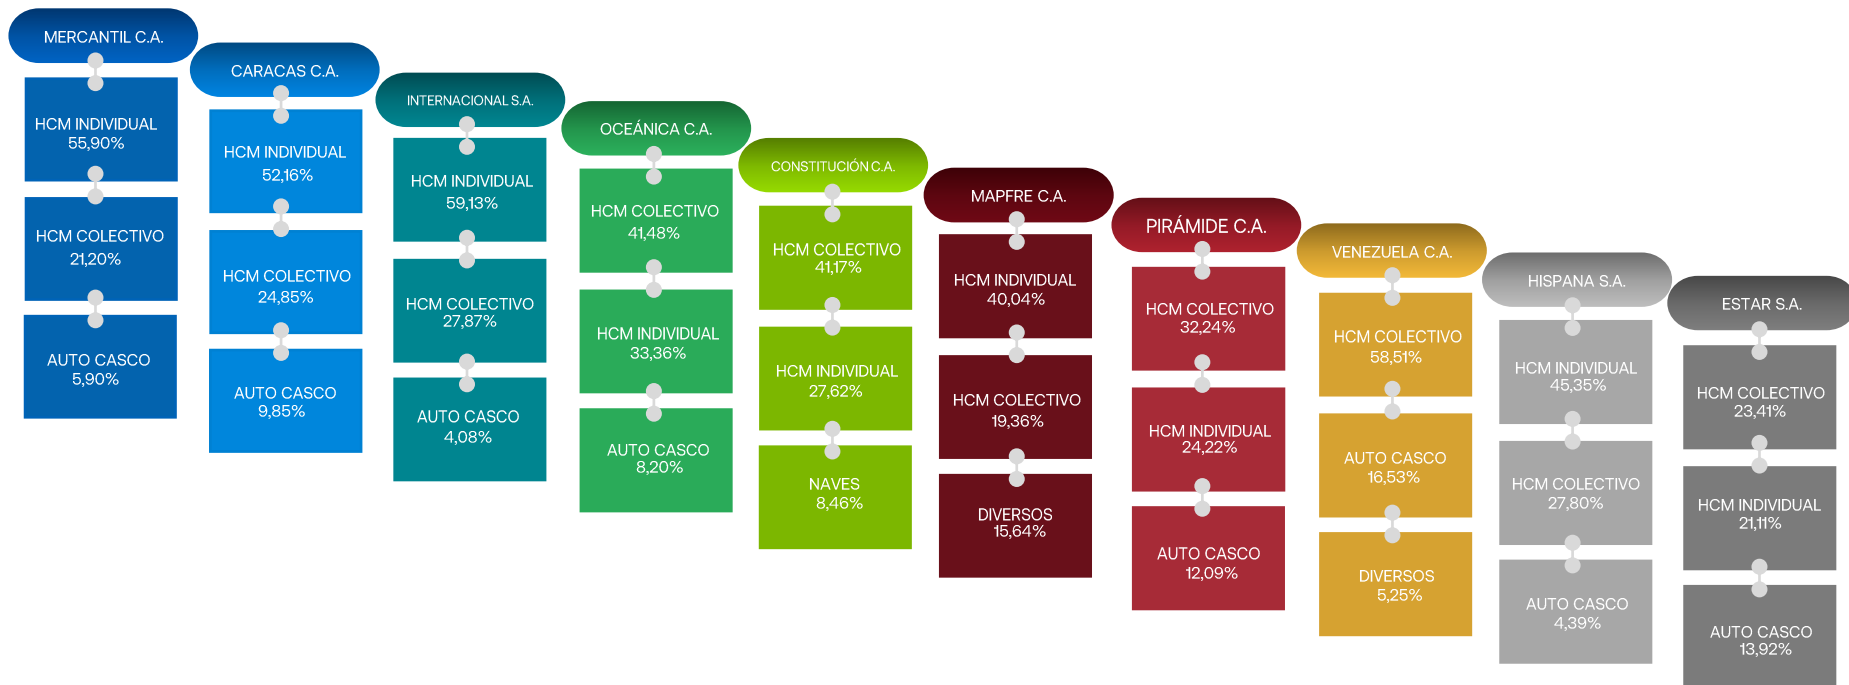 MERCANTIL C.A.
HCM INDIVIDUAL
55,90%
HCM COLECTIVO
21,20%
AUTO CASCO
5,90%
CARACAS C.A.
HCM INDIVIDUAL
52,16%
HCM COLECTIVO
24,85%
AUTO CASCO
9,85%
INTERNACIONAL S.A.
HCM INDIVIDUAL
59,13%
HCM COLECTIVO
27,87%
AUTO CASCO
4,08%
OCEÁNICA C.A.
HCM COLECTIVO
41,48%
HCM INDIVIDUAL
33,36%
AUTO CASCO
8,20%
CONSTITUCIÓN C.A.
HCM COLECTIVO
41,17%
HCM INDIVIDUAL
27,62%
NAVES
8,46%
MAPFRE C.A.
HCM INDIVIDUAL
40,04%
HCM COLECTIVO
19,36%
DIVERSOS
15,64%
PIRÁMIDE C.A.
HCM COLECTIVO
32,24%
HCM INDIVIDUAL
24,22%
AUTO CASCO
12,09%
VENEZUELA C.A.
HCM COLECTIVO
58,51%
AUTO CASCO
16,53%
DIVERSOS
5,25%
HISPANA S.A.
HCM INDIVIDUAL
45,35%
HCM COLECTIVO
27,80%
AUTO CASCO
4,39%
ESTAR S.A.
HCM COLECTIVO
23,41%
HCM INDIVIDUAL
21,11%
AUTO CASCO
13,92%